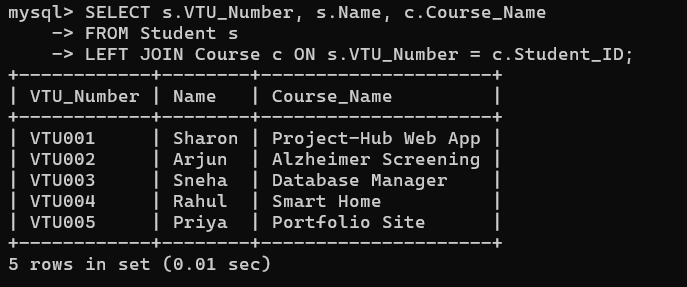 mysql> SELECT s.VTU_Number, s.Name, c.Course_Name
    -> FROM Student s
    -> LEFT JOIN Course c ON s.VTU_Number = c.Student_ID;
+------------+--------+---------------------+
| VTU_Number | Name   | Course_Name         |
+------------+--------+---------------------+
| VTU001     | Sharon | Project-Hub Web App |
| VTU002     | Arjun  | Alzheimer Screening |
| VTU003     | Sneha  | Database Manager    |
| VTU004     | Rahul  | Smart Home          |
| VTU005     | Priya  | Portfolio Site      |
+------------+--------+---------------------+
5 rows in set (0.01 sec)